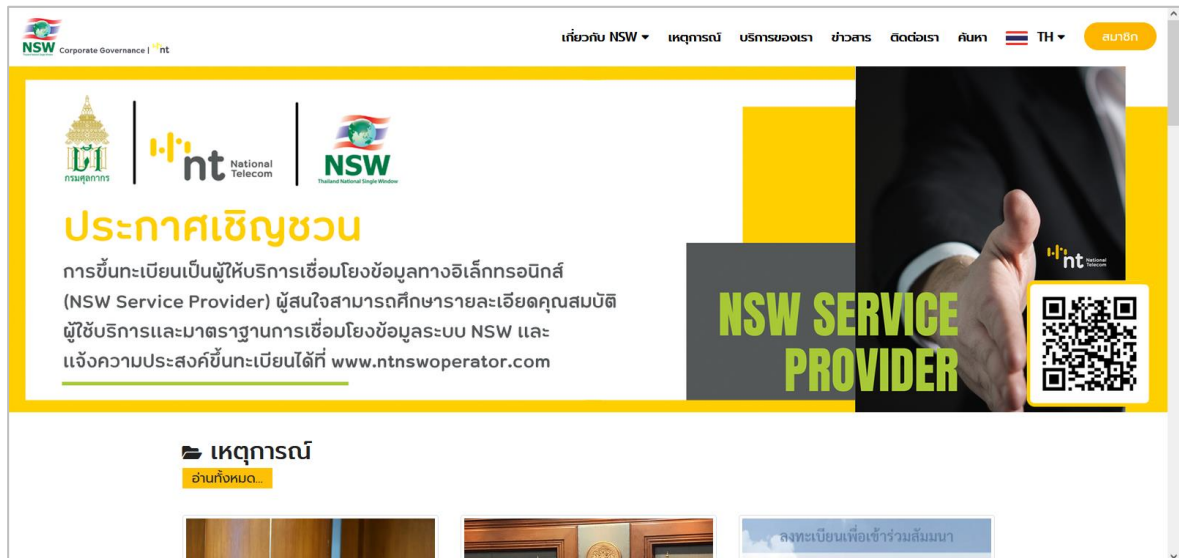 NSW Corporate Governance | nt
เกี่ยวกับ NSW เหตุการณ์ บริการของเรา ข่าวสาร ติดต่อเรา ค้นหา TH สมาชิก
กรมศุลกากร
nt National Telecom
NSW
Thailand National Single Window
ประกาศเชิญชวน
การขึ้นทะเบียนเป็นผู้ให้บริการเชื่อมโยงข้อมูลทางอิเล็กทรอนิกส์
(NSW Service Provider) ผู้สนใจสามารถศึกษารายละเอียดคุณสมบัติ
ผู้ใช้บริการและมาตราฐานการเชื่อมโยงข้อมูลระบบ NSW และ
แจ้งความประสงค์ขึ้นทะเบียนได้ที่ www.ntnswoperator.com
nt National Telecom
NSW SERVICE
PROVIDER
เหตุการณ์
อ่านทั้งหมด...
ลงทะเบียนเพื่อเข้าร่วมสัมมนา